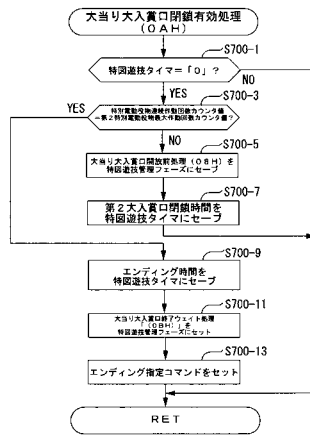 大当り大入賞口閉鎖有効処理
(0AH)
S700-1
特図遊技タイマ=「0」?
NO
YES
S700-3
YES
特別電動役物連続作動回数カウンタ値
=第2特別電動役物最大作動回数カウンタ値?
NO
S700-5
大当り大入賞口開放前処理(08H)を
特図遊技管理フェーズにセーブ
S700-7
第2大入賞口閉鎖時間を
特図遊技タイマにセーブ
S700-9
エンディング時間を
特図遊技タイマにセーブ
S700-11
大当り大入賞口終了ウェイト処理
「(0BH)」を
特図遊技管理フェーズにセット
S700-13
エンディング指定コマンドをセット
RET